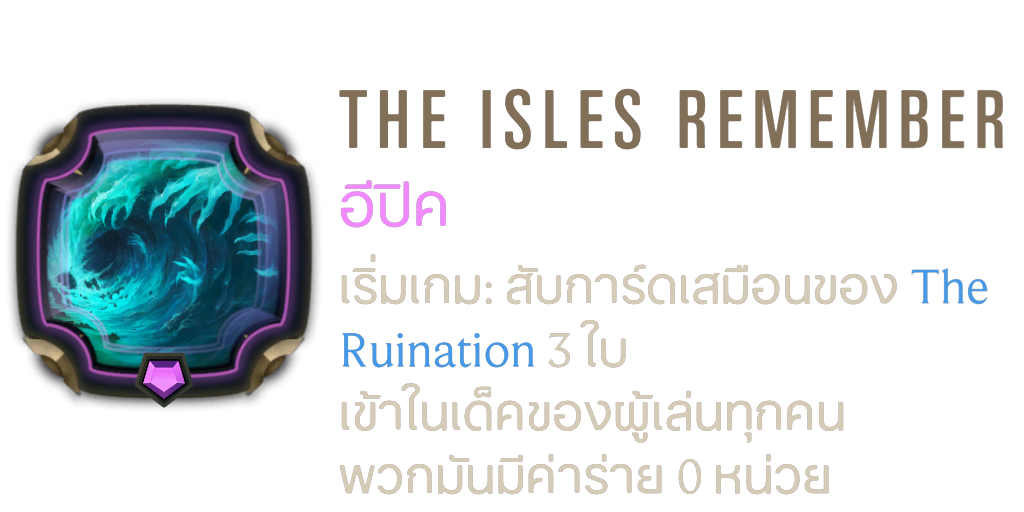 THE ISLES REMEMBER
อีปิค
เริ่มเกม: สับการ์ดเสมือนของ The
Ruination 3 ใบ
เข้าในเด็คของผู้เล่นทุกคน
พวกมันมีค่าร่าย 0 หน่วย